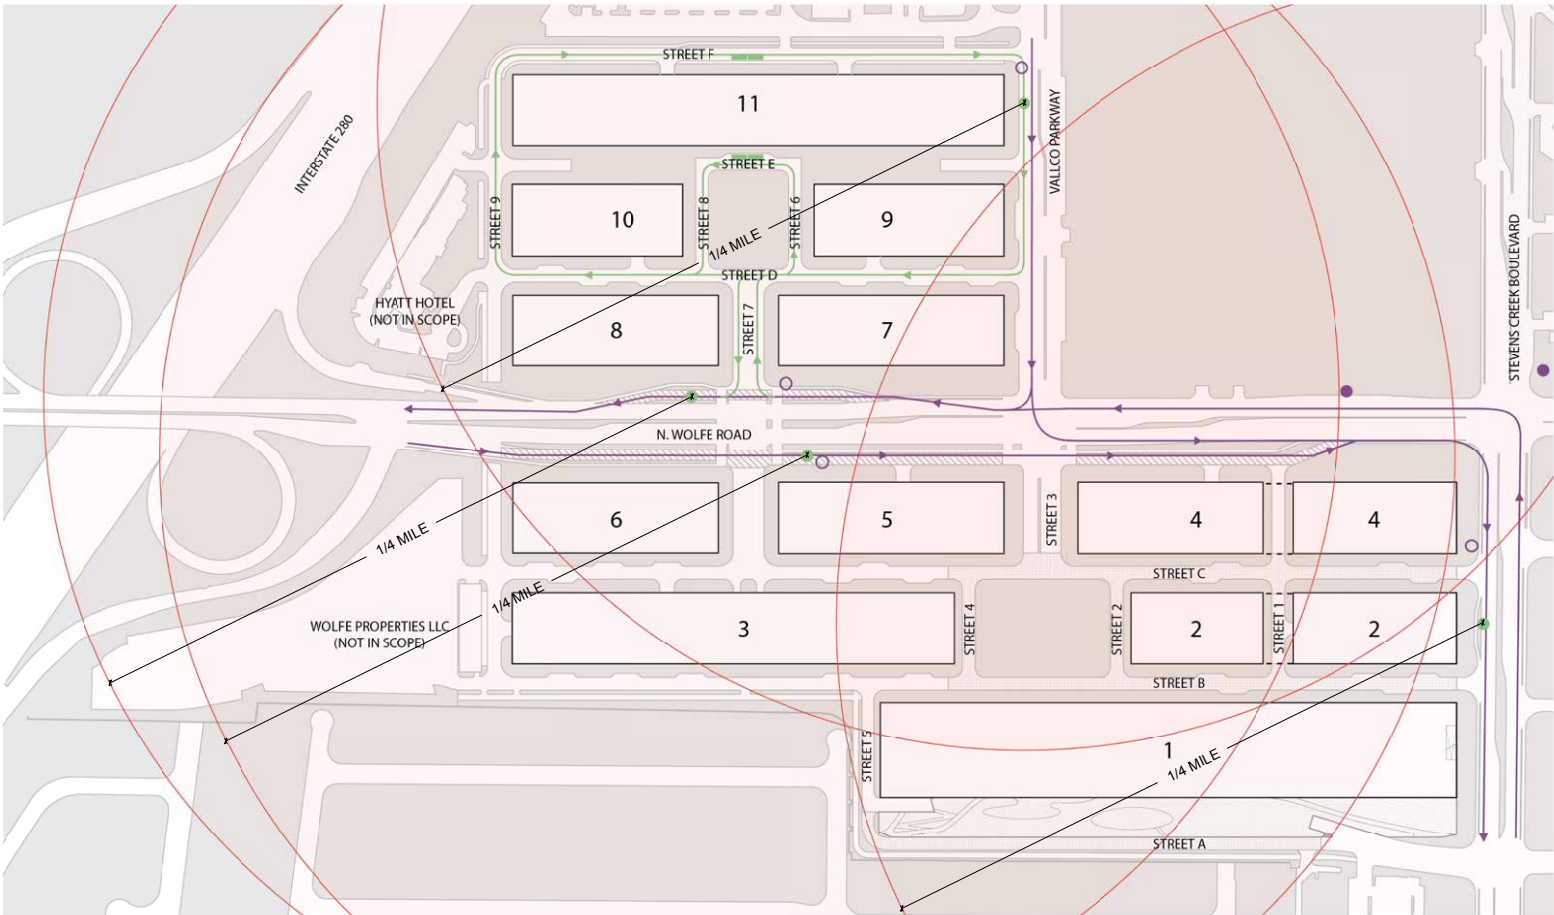 STREET F
11
INTERSTATE 280
VALLCO PARKWAY
STREET E
STREET 9
10
STREET 8
1/4 MILE
STREET 6
9
STREET D
HYATT HOTEL
(NOT IN SCOPE)
8
STREET 7
7
STEVENS CREEK BOULEVARD
N. WOLFE ROAD
1/4 MILE
6
5
STREET 3
4
4
STREET C
1/4 MILE
WOLFE PROPERTIES LLC
(NOT IN SCOPE)
3
STREET 4
STREET 2
2
STREET 1
2
STREET B
STREET 5
1
1/4 MILE
STREET A